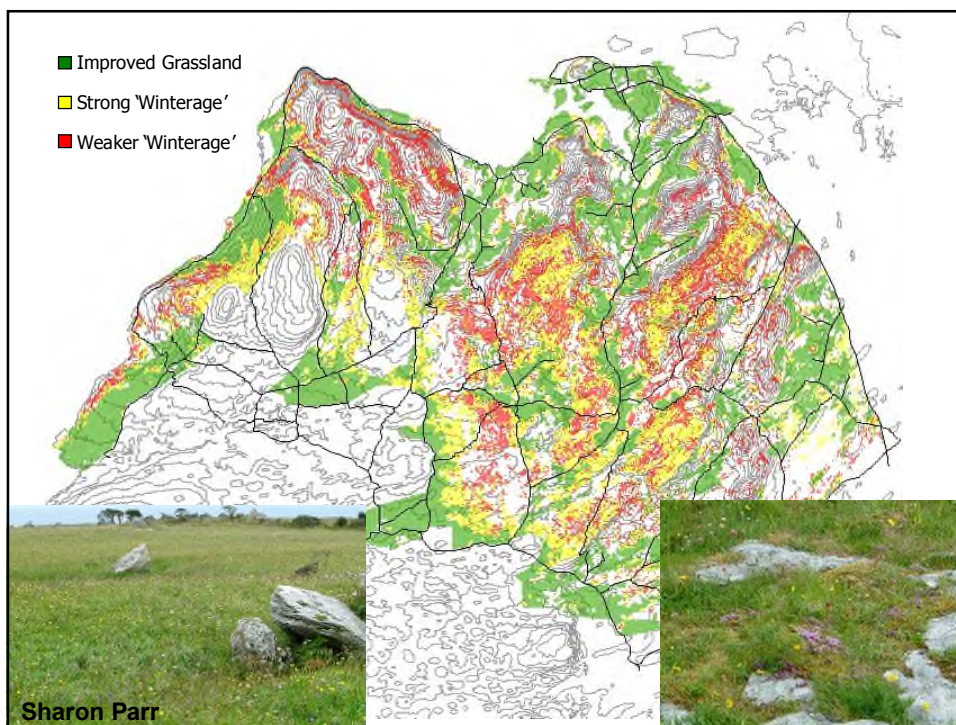 Improved Grassland
Strong ‘Winterage’
Weaker ‘Winterage’
Sharon Parr